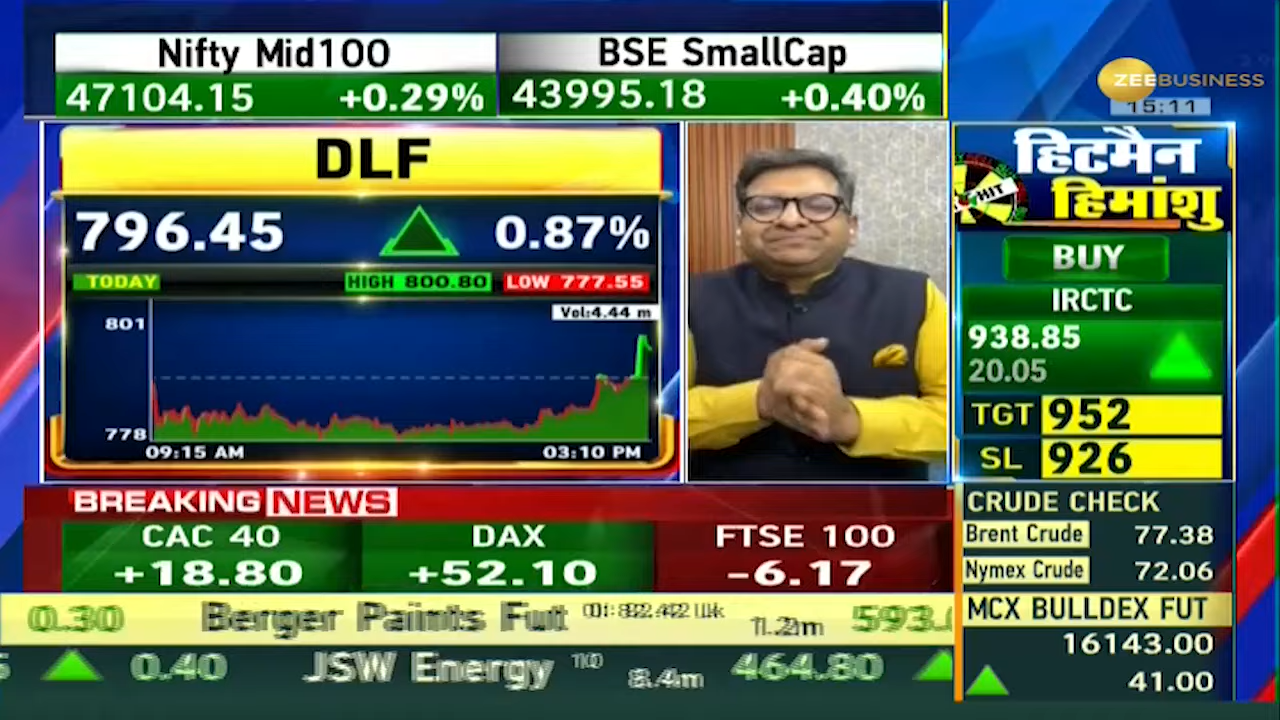 Nifty Mid100
47104.15 +0.29%
BSE SmallCap
43995.18 +0.40%
ZEEBUSINESS
15:11
DLF
796.45 0.87%
TODAY HIGH 800.80 LOW 777.55
Vol:4.44 m
801
778
09:15 AM 03:10 PM
HIT
हिटमैन
हिमांशु
BUY
IRCTC
938.85
20.05
TGT 952
SL 926
BREAKING NEWS
CAC 40
+18.80
DAX
+52.10
FTSE 100
-6.17
CRUDE CHECK
Brent Crude 77.38
Nymex Crude 72.06
MCX BULLDEX FUT
16143.00
41.00
0.30 Berger Paints Fut
0.40 JSW Energy 8.4m 464.80